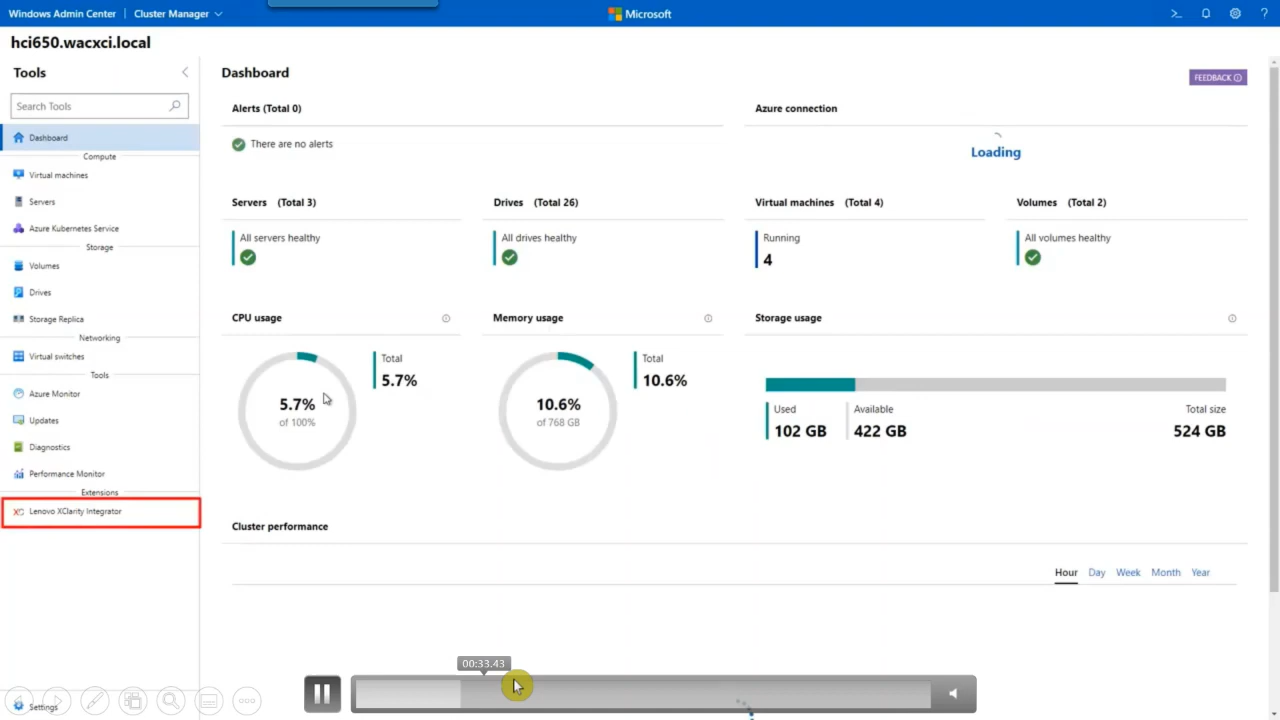 Windows Admin Center | Cluster Manager
Microsoft
?
hci650.wacxci.local
Tools
Search Tools
Dashboard
Compute
Virtual machines
Servers
Azure Kubernetes Service
Storage
Volumes
Drives
Storage Replica
Networking
Virtual switches
Tools
Azure Monitor
Updates
Diagnostics
Performance Monitor
Extensions
XC Lenovo XClarity Integrator
Settings
Dashboard
FEEDBACK
Alerts (Total 0)
There are no alerts
Azure connection
Loading
Servers (Total 3)
All servers healthy
Drives (Total 26)
All drives healthy
Virtual machines (Total 4)
Running
4
Volumes (Total 2)
All volumes healthy
CPU usage
5.7%
of 100%
Total
5.7%
Memory usage
10.6%
of 768 GB
Total
10.6%
Storage usage
Used
102 GB
Available
422 GB
Total size
524 GB
Cluster performance
Hour Day Week Month Year
00:33.43